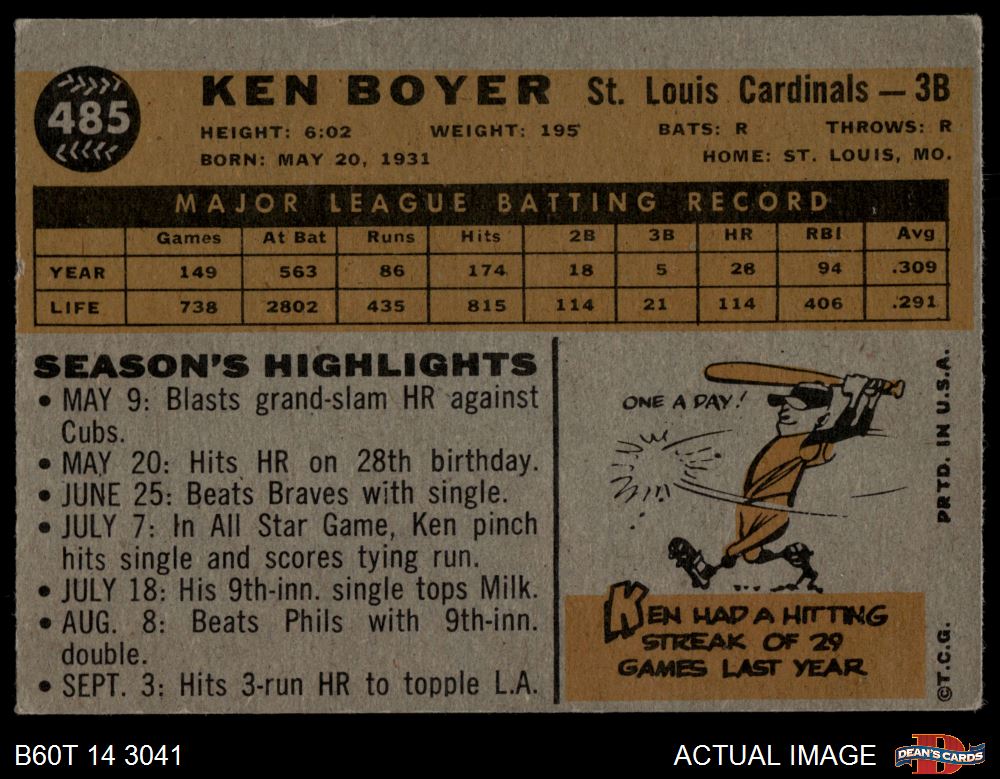 485
KEN BOYER St. Louis Cardinals — 3B
HEIGHT: 6:02 WEIGHT: 195 BATS: R THROWS: R
BORN: MAY 20, 1931 HOME: ST. LOUIS, MO.
MAJOR LEAGUE BATTING RECORD
Games At Bat Runs Hits 2B 3B HR RBI Avg
YEAR 149 563 86 174 18 5 28 94 .309
LIFE 738 2802 435 815 114 21 114 406 .291
SEASON'S HIGHLIGHTS
• MAY 9: Blasts grand-slam HR against
Cubs.
• MAY 20: Hits HR on 28th birthday.
• JUNE 25: Beats Braves with single.
• JULY 7: In All Star Game, Ken pinch
hits single and scores tying run.
• JULY 18: His 9th-inn. single tops Milk.
• AUG. 8: Beats Phils with 9th-inn.
double.
• SEPT. 3: Hits 3-run HR to topple L.A.
ONE A DAY!
KEN HAD A HITTING
STREAK OF 29
GAMES LAST YEAR
©T.C.G. PRTD. IN U.S.A.
B60T 14 3041 ACTUAL IMAGE
DEAN'S CARDS